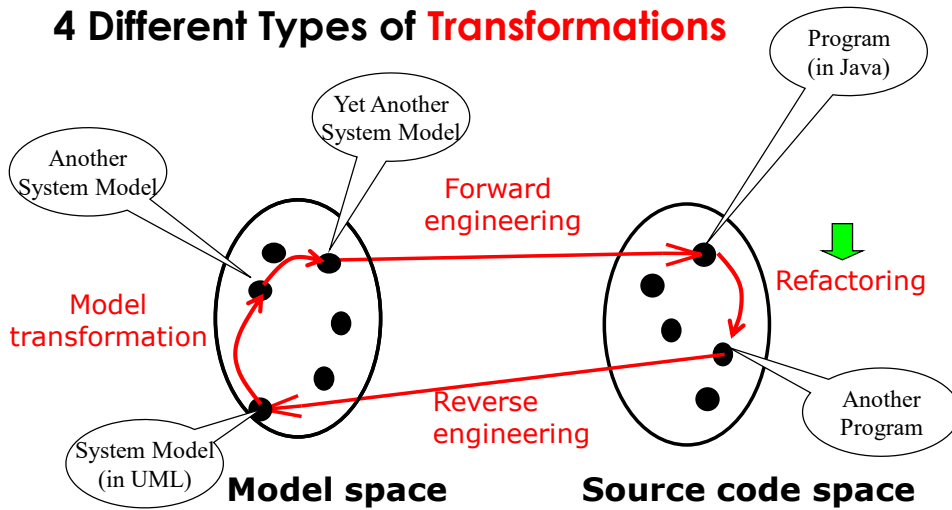 4 Different Types of Transformations
Program
(in Java)
Yet Another
System Model
Another
System Model
Forward
engineering
Refactoring
Model
transformation
Reverse
engineering
Another
Program
System Model
(in UML)
Model space
Source code space